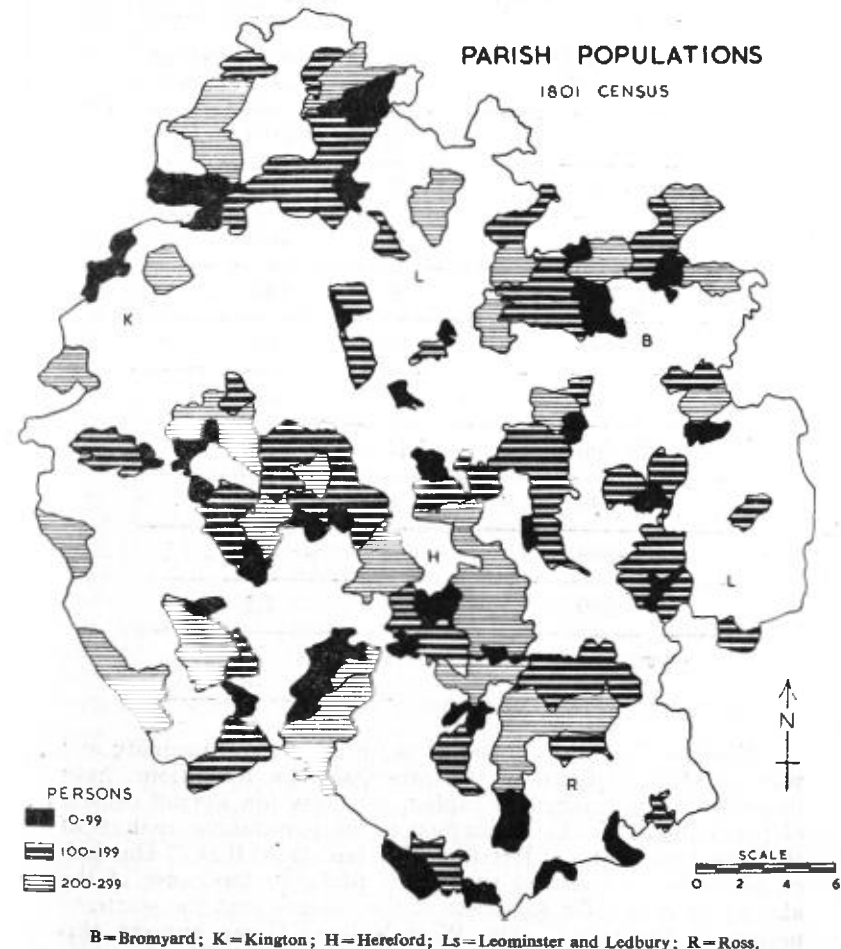 PARISH POPULATIONS
1801 CENSUS
L
K
B
H
L
N
R
PERSONS
0-99
100-199
200-299
SCALE
0 2 4 6
B=Bromyard; K=Kington; H=Hereford; Ls=Leominster and Ledbury; R=Ross.